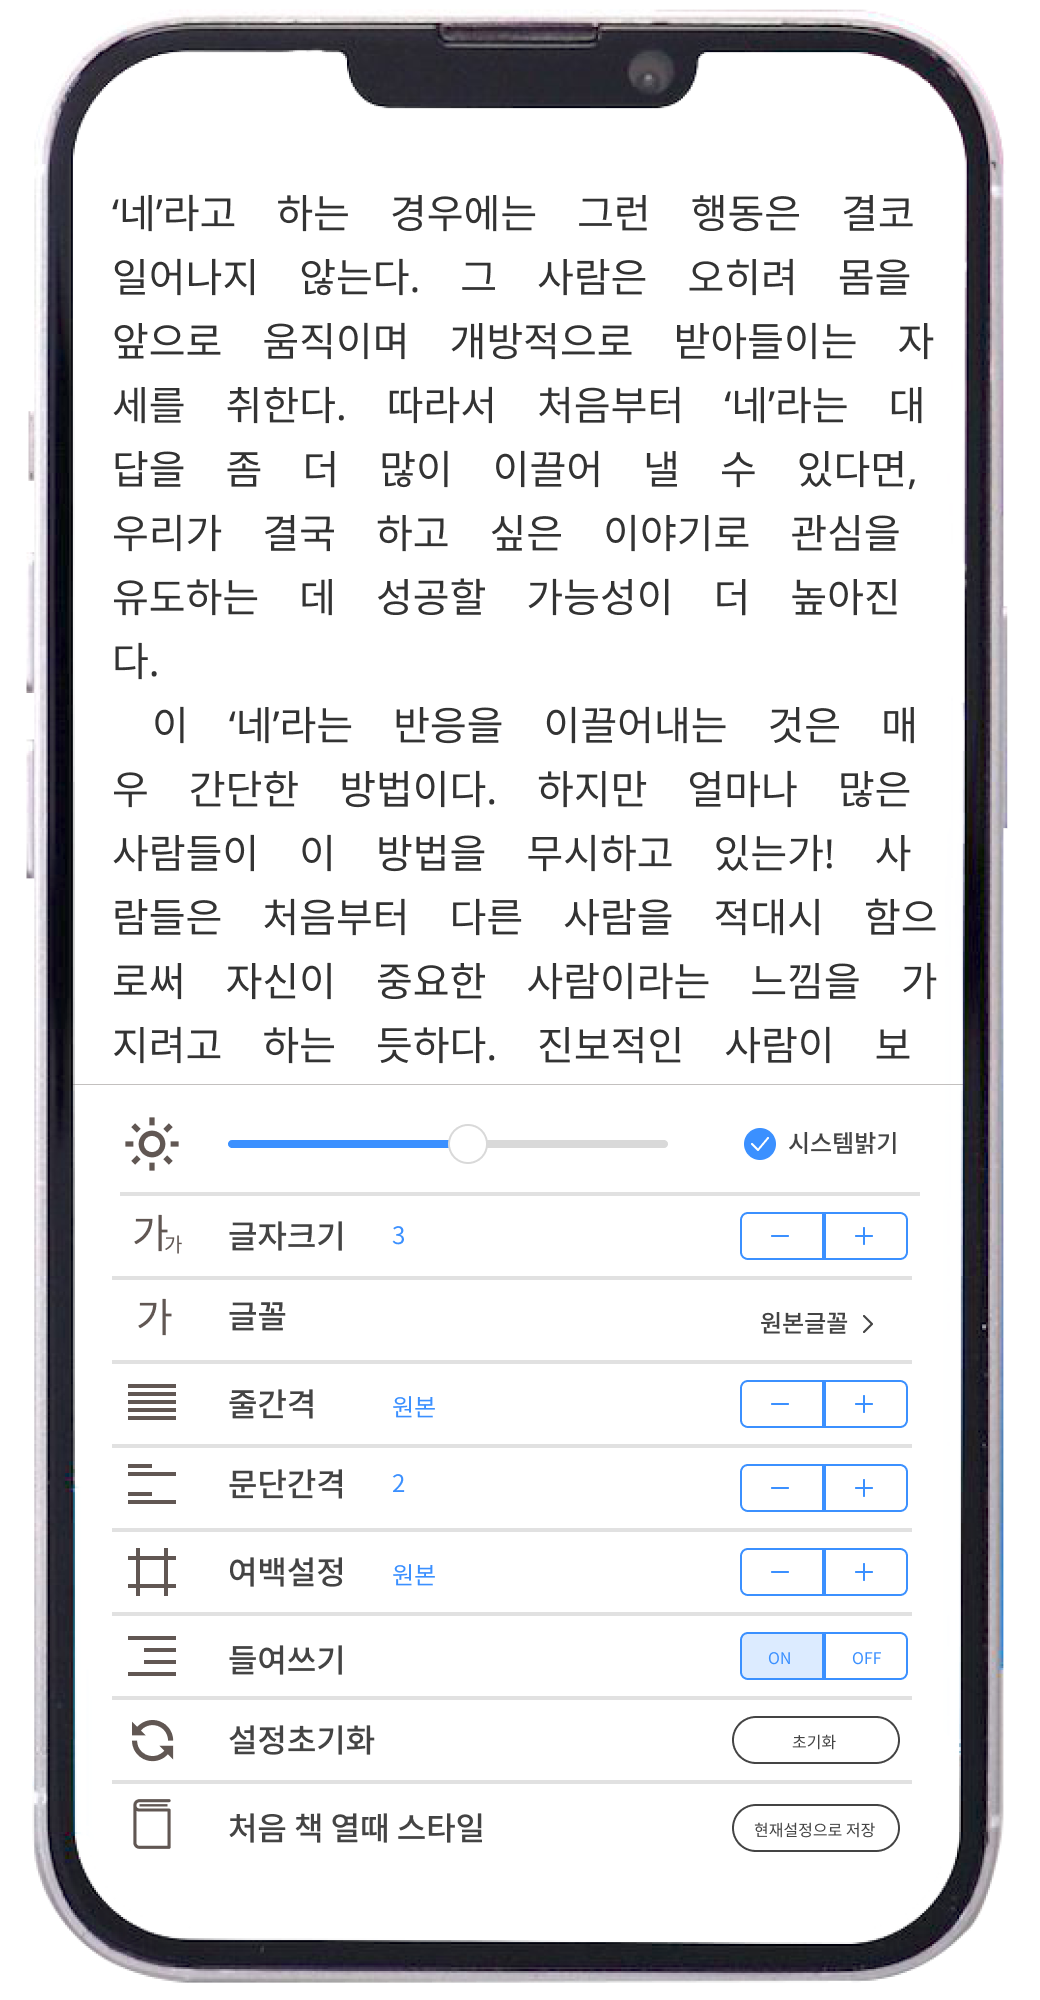 ‘네’라고 하는 경우에는 그런 행동은 결코
일어나지 않는다. 그 사람은 오히려 몸을
앞으로 움직이며 개방적으로 받아들이는 자
세를 취한다. 따라서 처음부터 ‘네’라는 대
답을 좀 더 많이 이끌어 낼 수 있다면,
우리가 결국 하고 싶은 이야기로 관심을
유도하는 데 성공할 가능성이 더 높아진
다.
이 ‘네’라는 반응을 이끌어내는 것은 매
우 간단한 방법이다. 하지만 얼마나 많은
사람들이 이 방법을 무시하고 있는가! 사
람들은 처음부터 다른 사람을 적대시 함으
로써 자신이 중요한 사람이라는 느낌을 가
지려고 하는 듯하다. 진보적인 사람이 보
시스템밝기
가가 글자크기 3 − +
가 글꼴 원본글꼴 >
줄간격 원본 − +
문단간격 2 − +
여백설정 원본 − +
들여쓰기 ON OFF
설정초기화 초기화
처음 책 열때 스타일 현재설정으로 저장